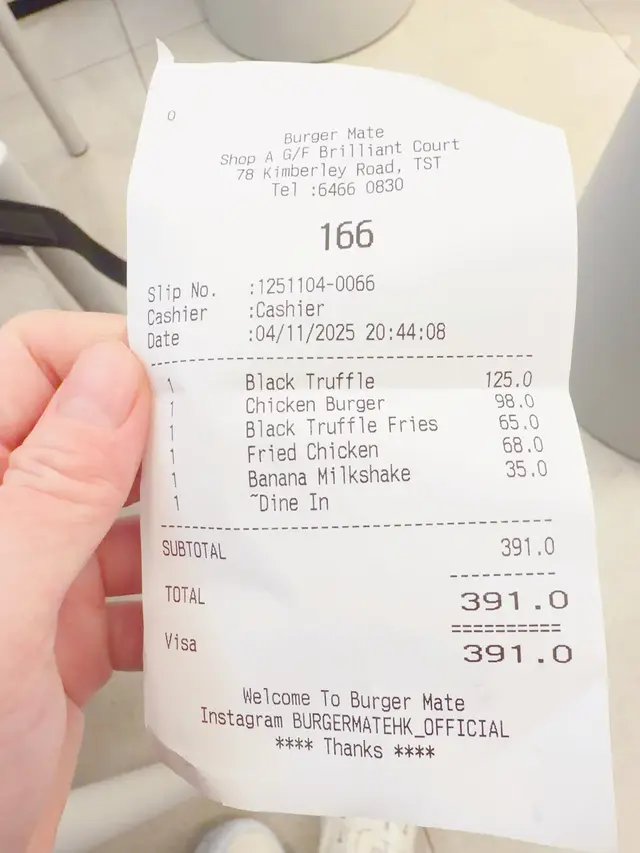 0
Burger Mate
Shop A G/F Brilliant Court
78 Kimberley Road, TST
Tel :6466 0830
166
Slip No. :1251104-0066
Cashier :Cashier
Date :04/11/2025 20:44:08
1 Black Truffle 125.0
1 Chicken Burger 98.0
1 Black Truffle Fries 65.0
1 Fried Chicken 68.0
1 Banana Milkshake 35.0
1 ~Dine In
SUBTOTAL 391.0
TOTAL 391.0
Visa 391.0
Welcome To Burger Mate
Instagram BURGERMATEHK_OFFICIAL
**** Thanks ****